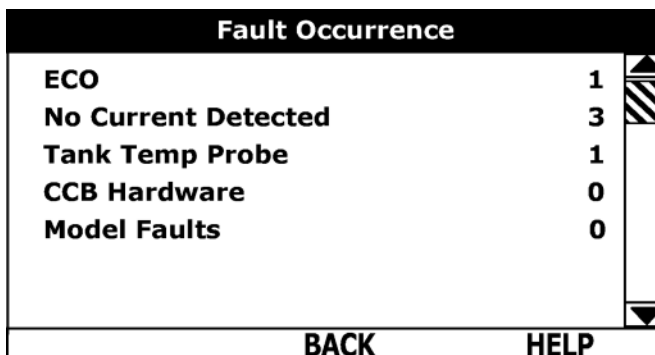 Fault Occurrence
ECO 1
No Current Detected 3
Tank Temp Probe 1
CCB Hardware 0
Model Faults 0
BACK HELP